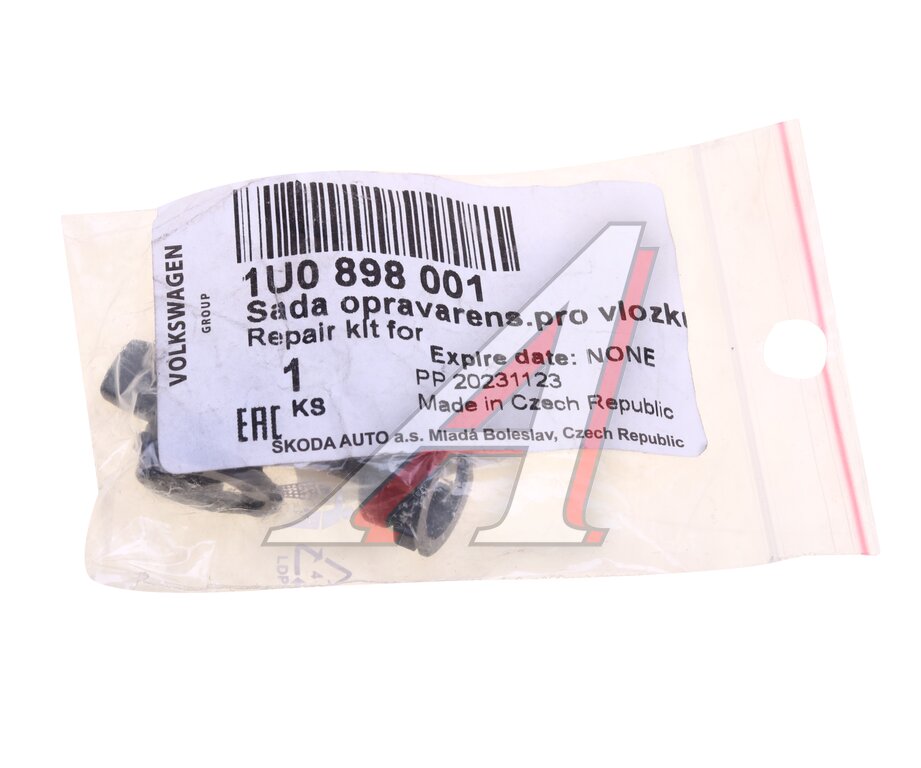 VOLKSWAGEN
GROUP
1U0 898 001
Sada opravarens.pro vlozku
Repair kit for
Expire date: NONE
1
PP 20231123
KS
Made in Czech Republic
EAC
ŠKODA AUTO a.s. Mladá Boleslav, Czech Republic
LDP